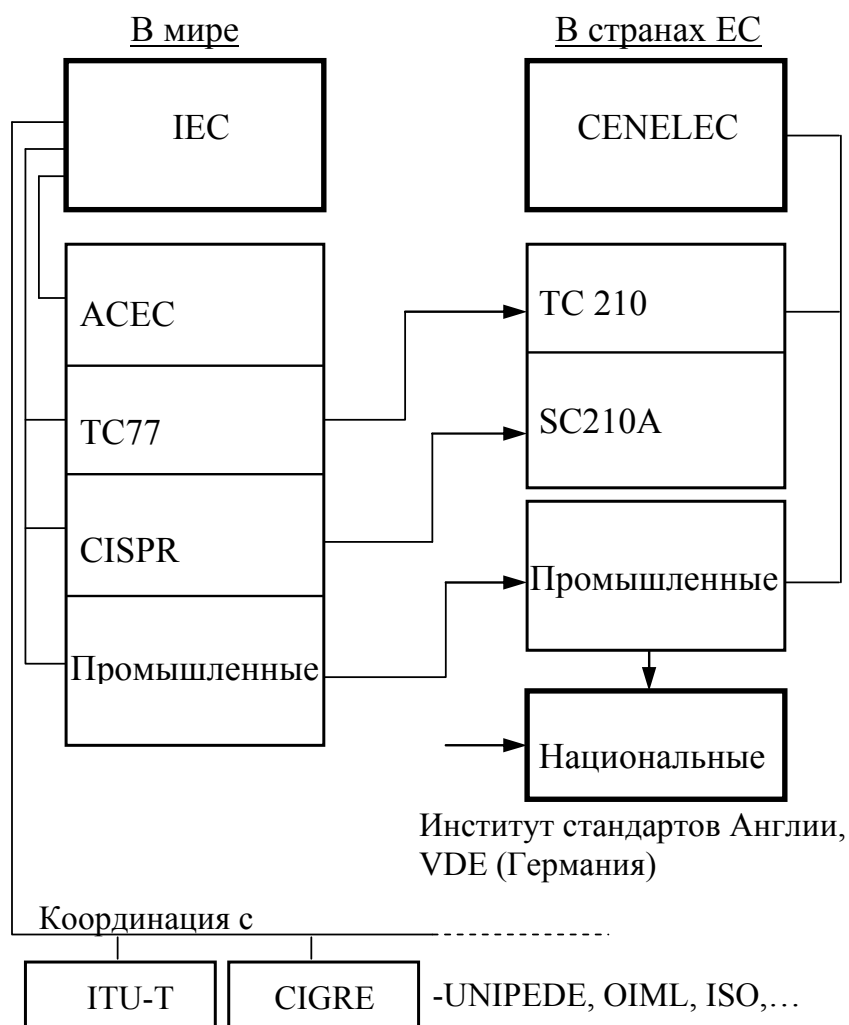 В мире
В странах ЕС
IEC
CENELEC
ACEC
TC77
CISPR
Промышленные
TC 210
SC210A
Промышленные
Национальные
Институт стандартов Англии,
VDE (Германия)
Координация с
ITU-T
CIGRE
-UNIPEDE, OIML, ISO,…